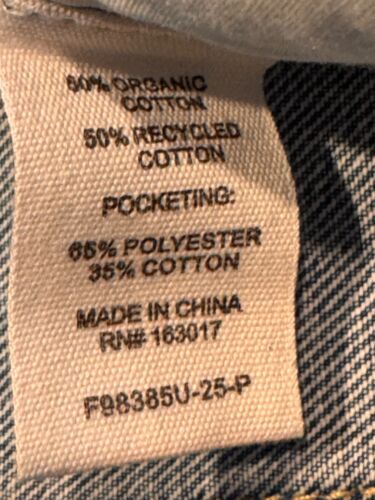 50% ORGANIC
COTTON
50% RECYCLED
COTTON
POCKETING:
65% POLYESTER
35% COTTON
MADE IN CHINA
RN# 163017
F98385U-25-P